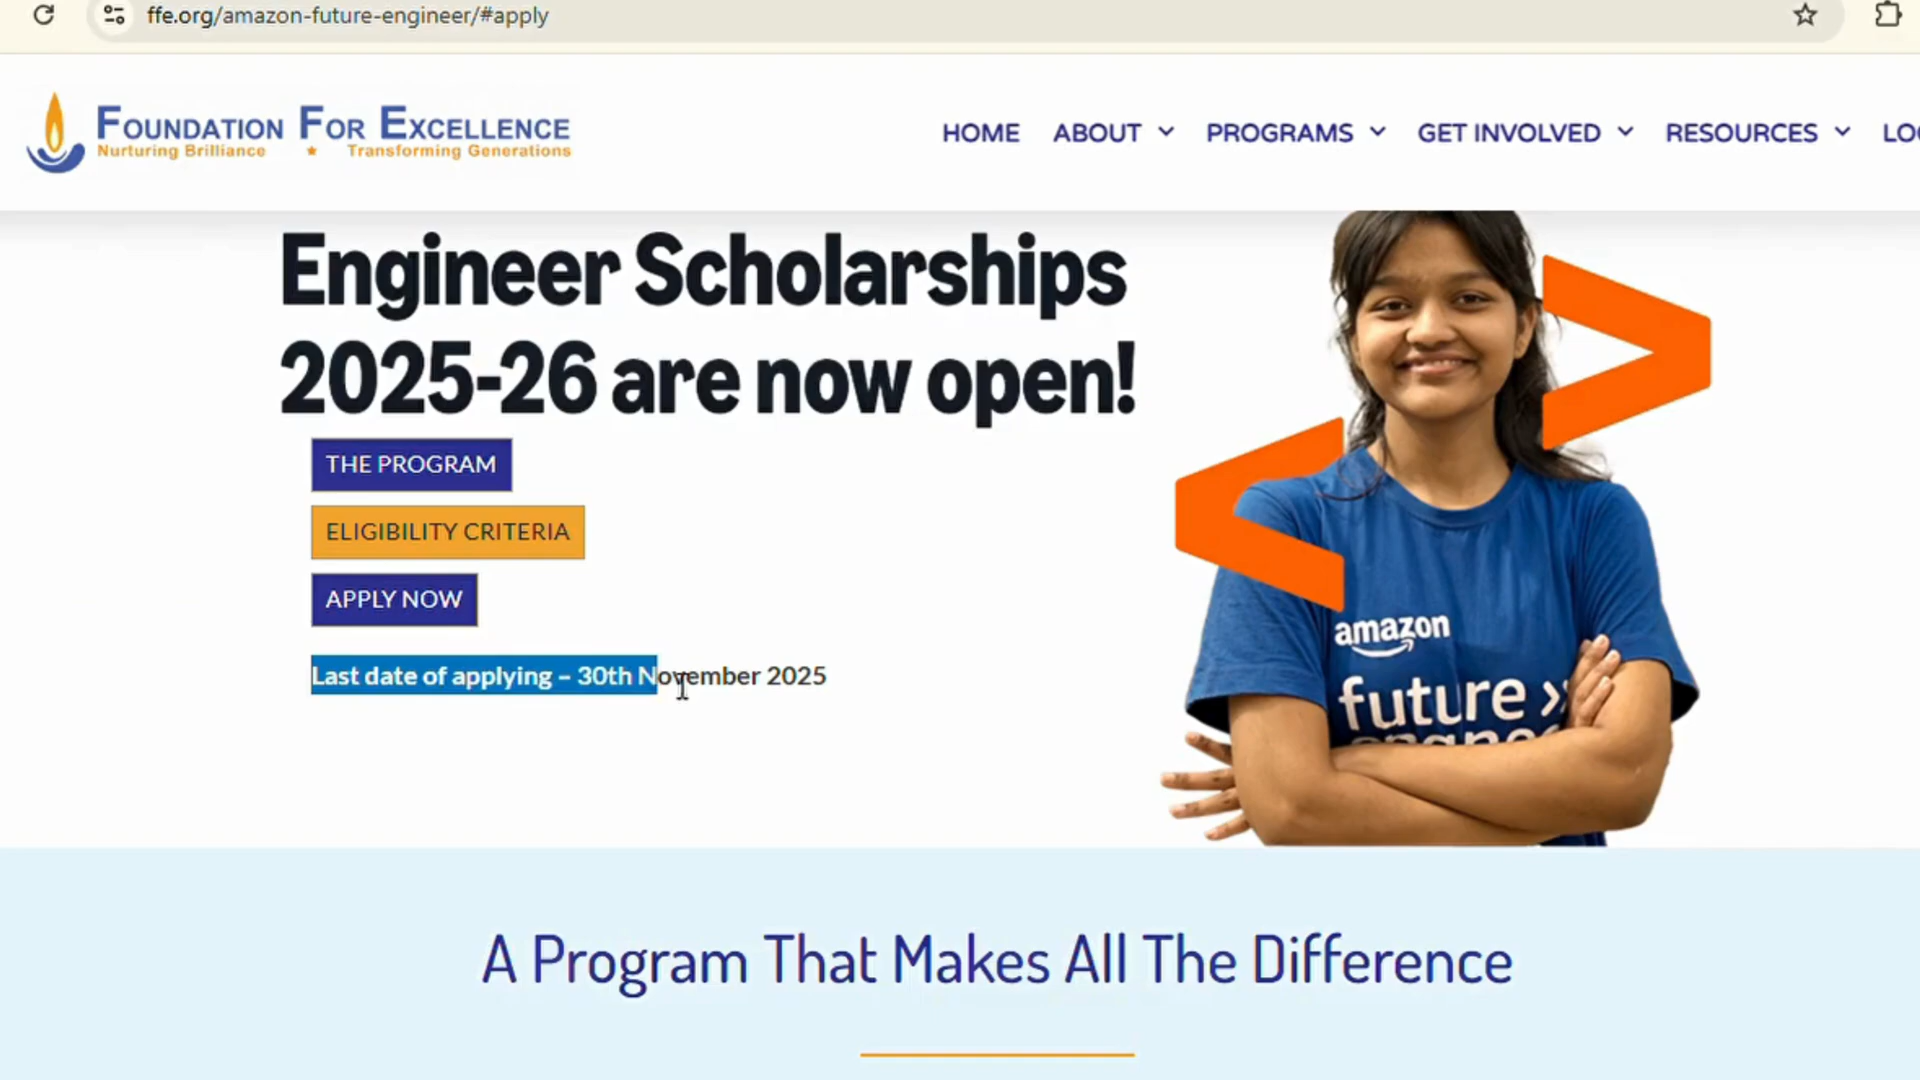 ffe.org/amazon-future-engineer/#apply
FOUNDATION FOR EXCELLENCE
Nurturing Brilliance ★ Transforming Generations
HOME ABOUT PROGRAMS GET INVOLVED RESOURCES
Engineer Scholarships
2025-26 are now open!
THE PROGRAM
ELIGIBILITY CRITERIA
APPLY NOW
Last date of applying – 30th November 2025
amazon
future
A Program That Makes All The Difference